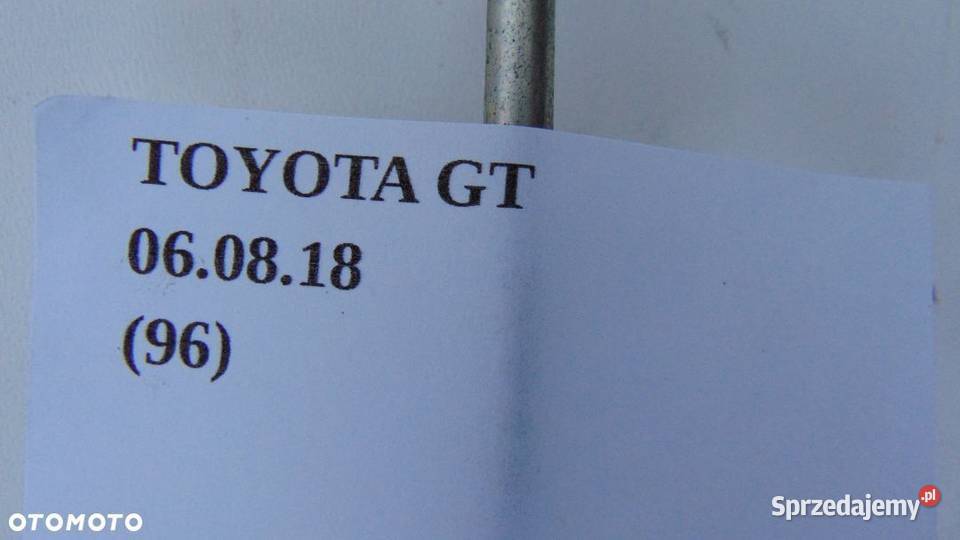 TOYOTA GT
06.08.18
(96)
OTOMOTO
Sprzedajemy.pl